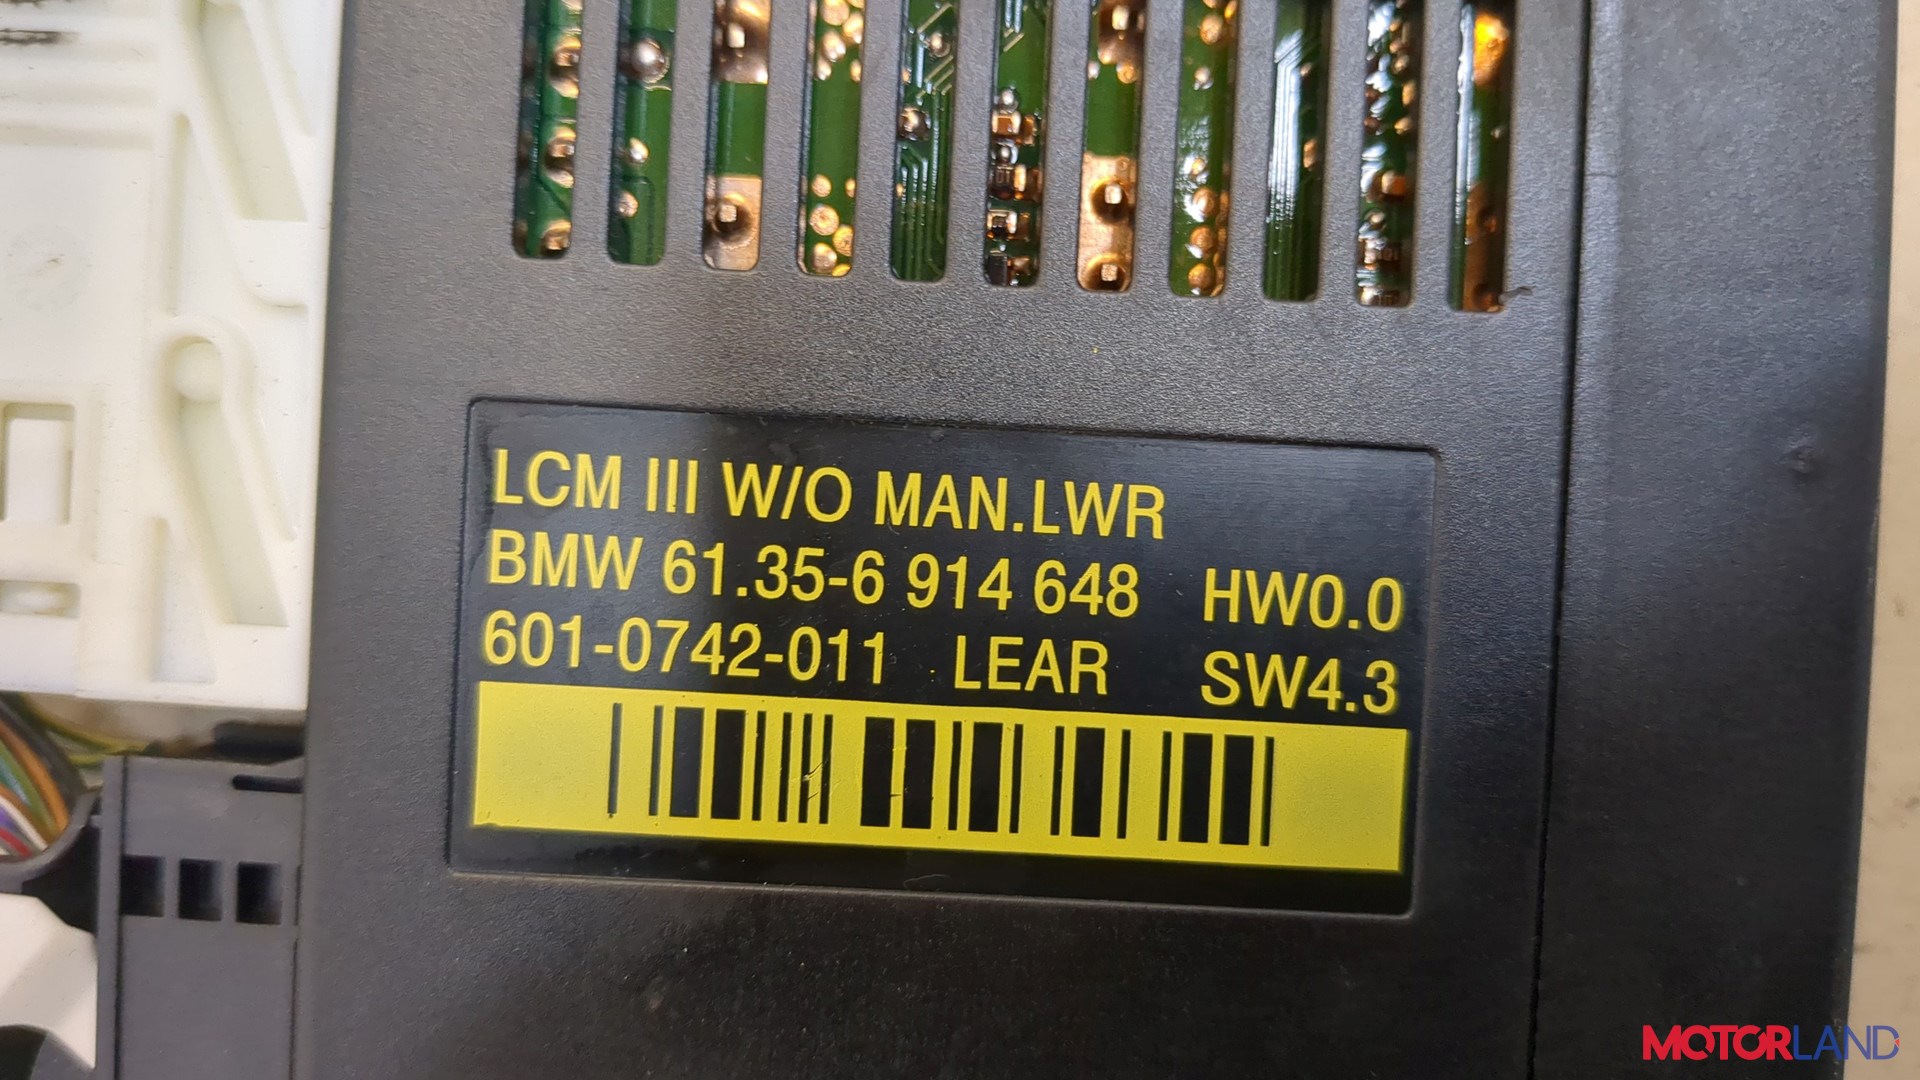 LCM III W/O MAN.LWR
BMW 61.35-6 914 648 HW0.0
601-0742-011 LEAR SW4.3
MOTORLAND